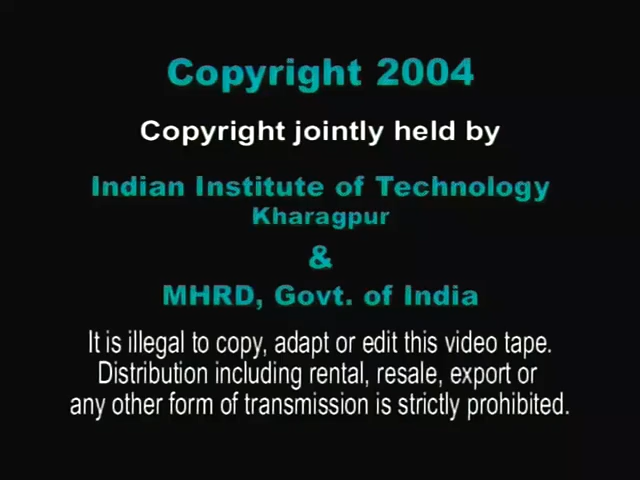 Copyright 2004
Copyright jointly held by
Indian Institute of Technology
Kharagpur
&
MHRD, Govt. of India
It is illegal to copy, adapt or edit this video tape.
Distribution including rental, resale, export or
any other form of transmission is strictly prohibited.